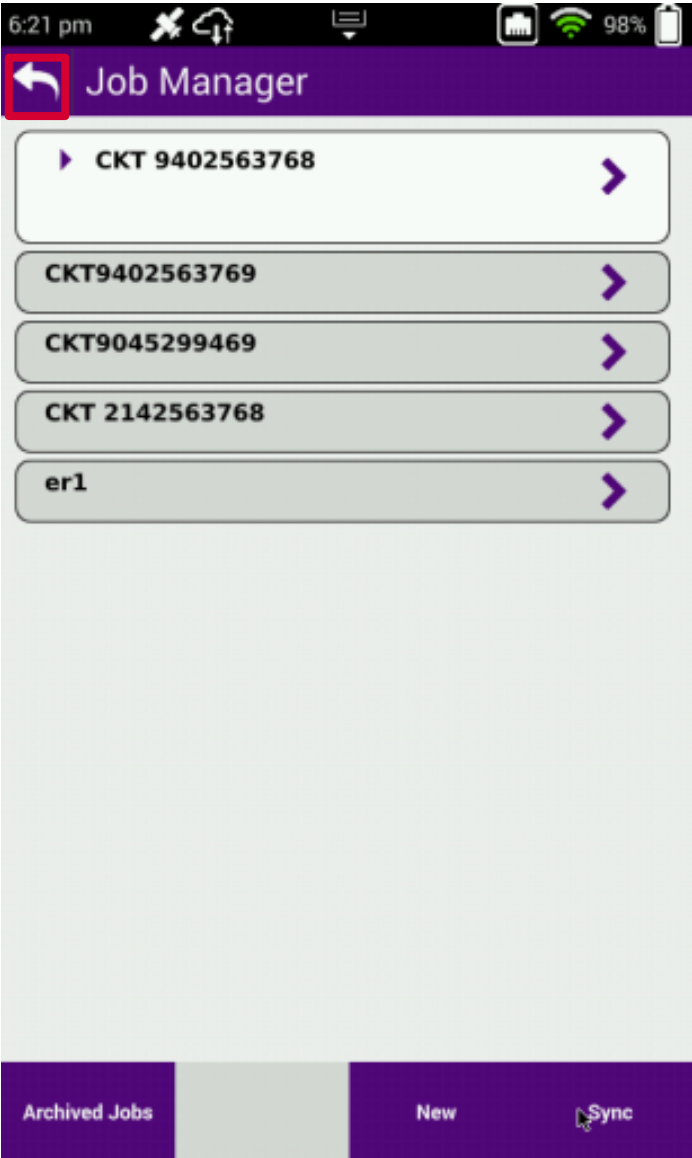 6:21 pm 98%
Job Manager
CKT 9402563768
CKT9402563769
CKT9045299469
CKT 2142563768
er1
Archived Jobs New Sync